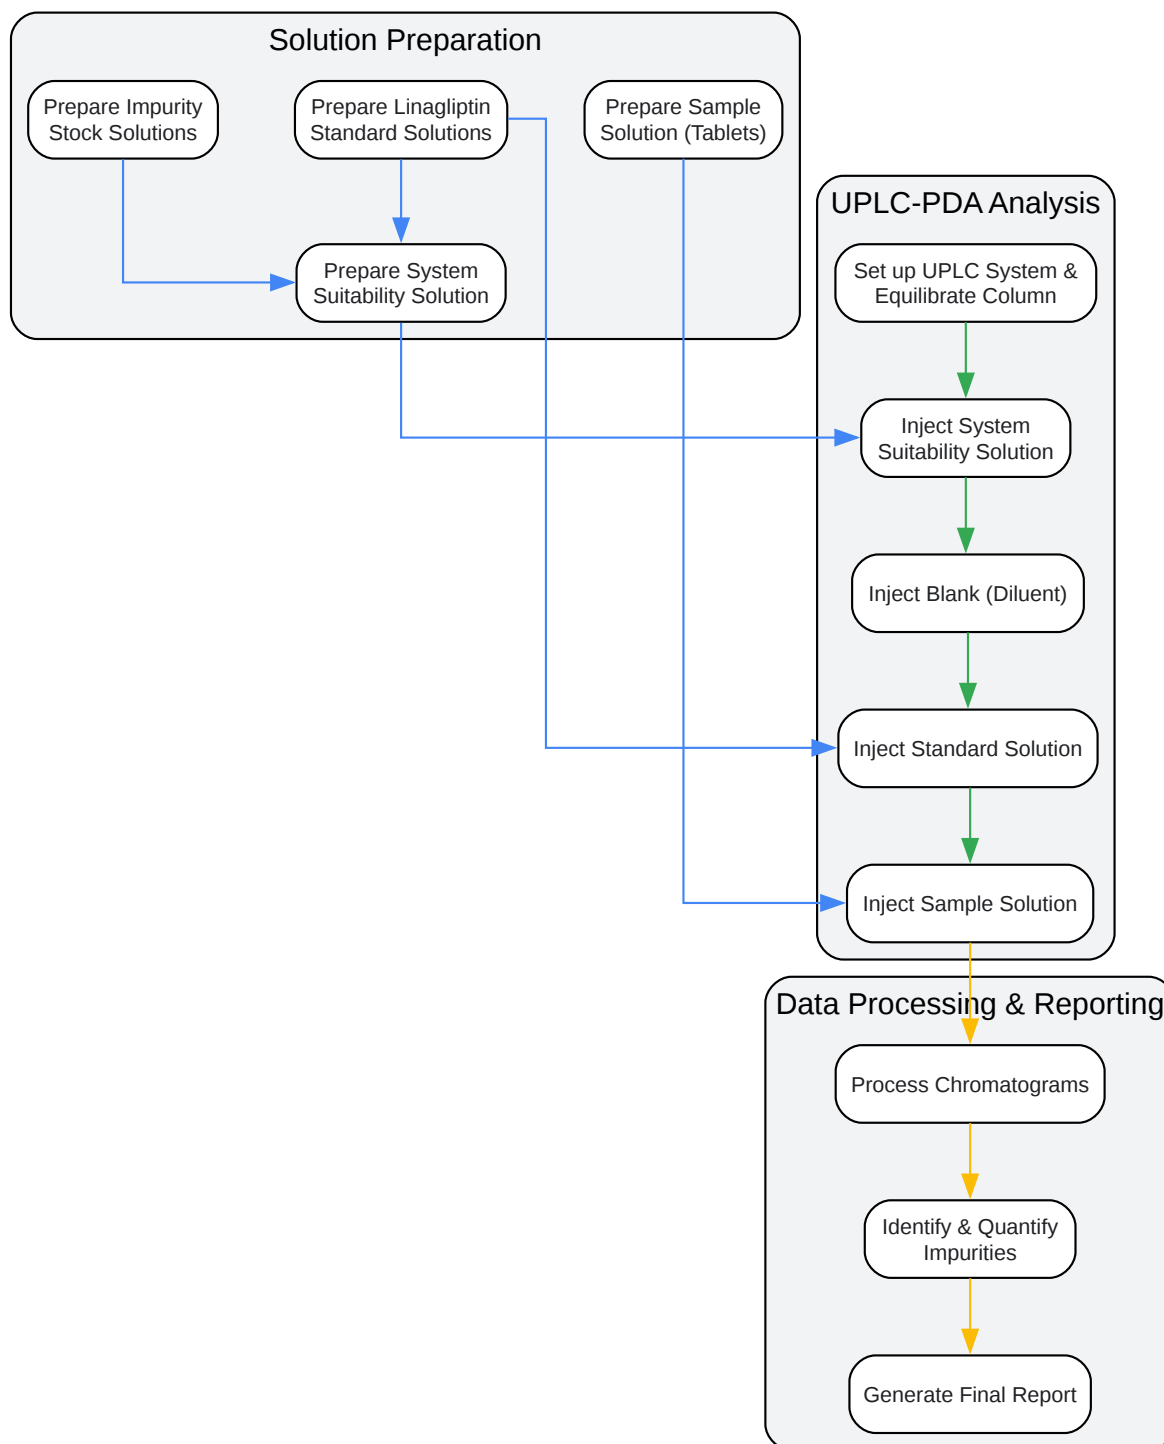 Solution Preparation
Prepare Impurity
Stock Solutions
Prepare Linagliptin
Standard Solutions
Prepare Sample
Solution (Tablets)
Prepare System
Suitability Solution
UPLC-PDA Analysis
Set up UPLC System &
Equilibrate Column
Inject System
Suitability Solution
Inject Blank (Diluent)
Inject Standard Solution
Inject Sample Solution
Data Processing & Reporting
Process Chromatograms
Identify & Quantify
Impurities
Generate Final Report